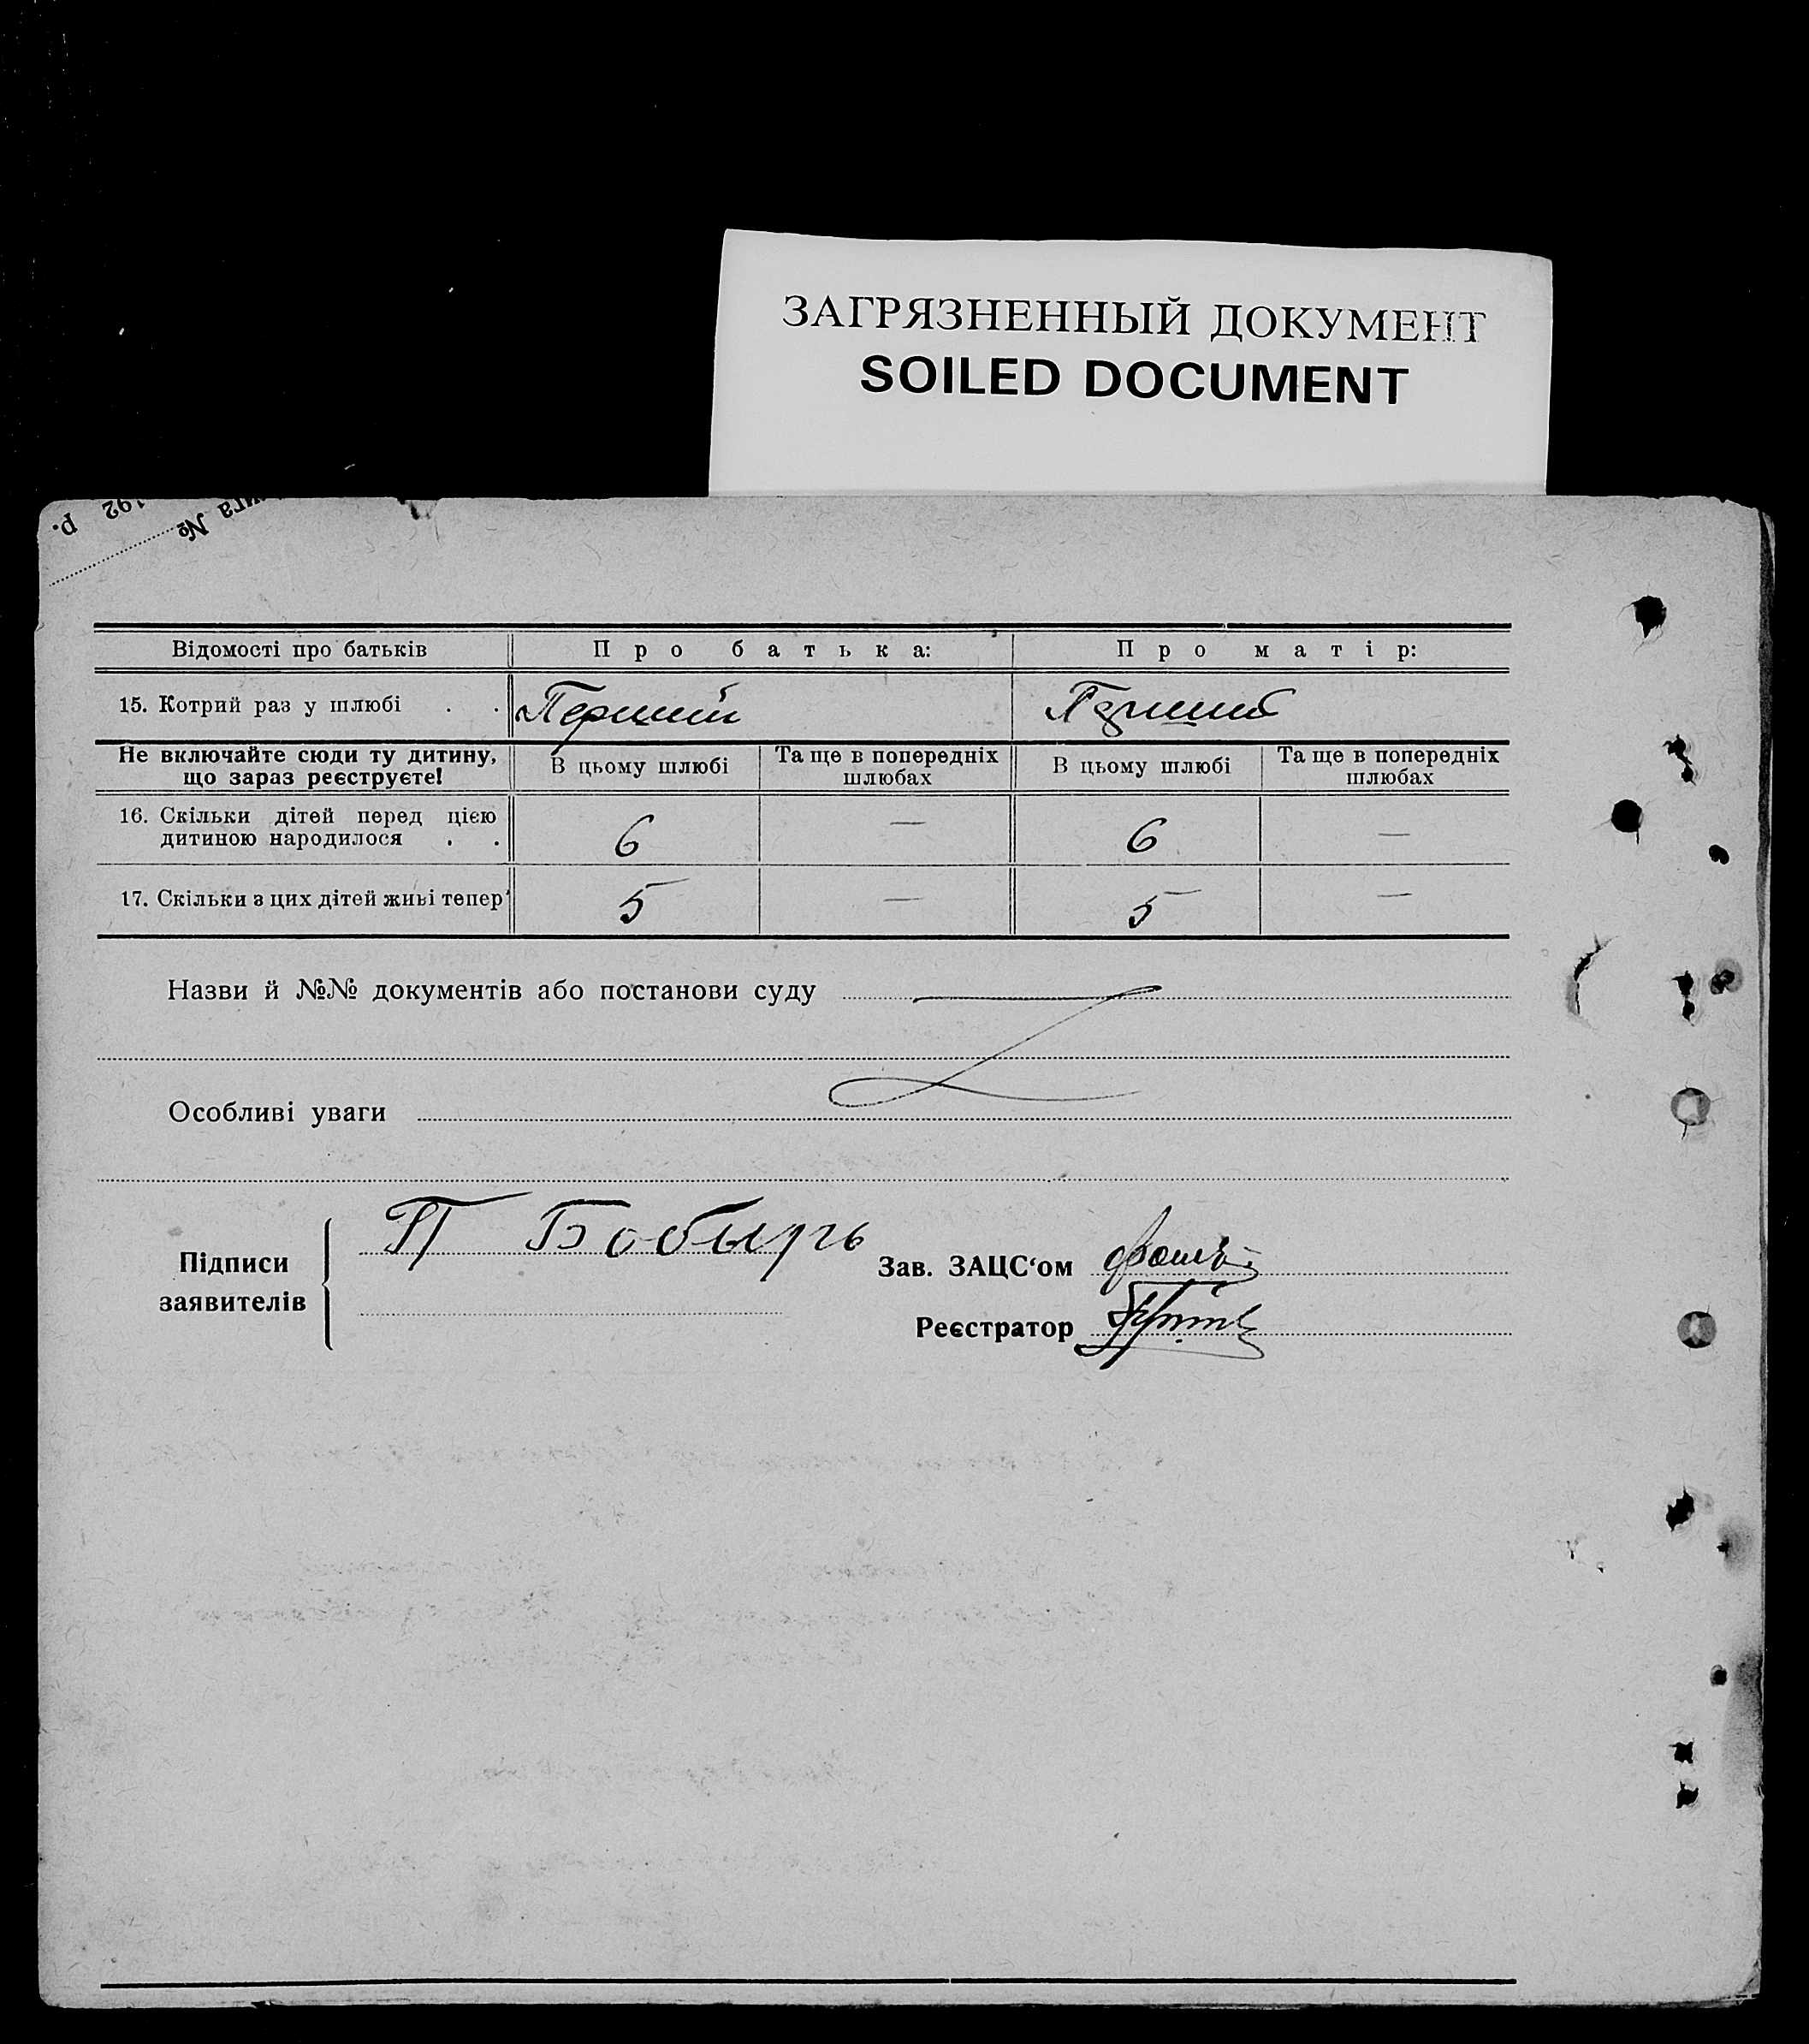 ЗАГРЯЗНЕННЫЙ ДОКУМЕНТ
SOILED DOCUMENT
№
192 р.
Відомості про батьків Про батька: Про матір:
15. Котрий раз у шлюбі . . Перший
Не включайте сюди ту дитину, що зараз реєструєте! В цьому шлюбі Та ще в попередніх шлюбах В цьому шлюбі Та ще в попередніх шлюбах
16. Скільки дітей перед цією
дитиною народилося . . 6 — 6 —
17. Скільки з цих дітей живі тепер 5 — 5 —
Назви й №№ документів або постанови суду
Особливі уваги
П Бобырь
Підписи заявителів
Зав. ЗАЦС‘ом
Реєстратор